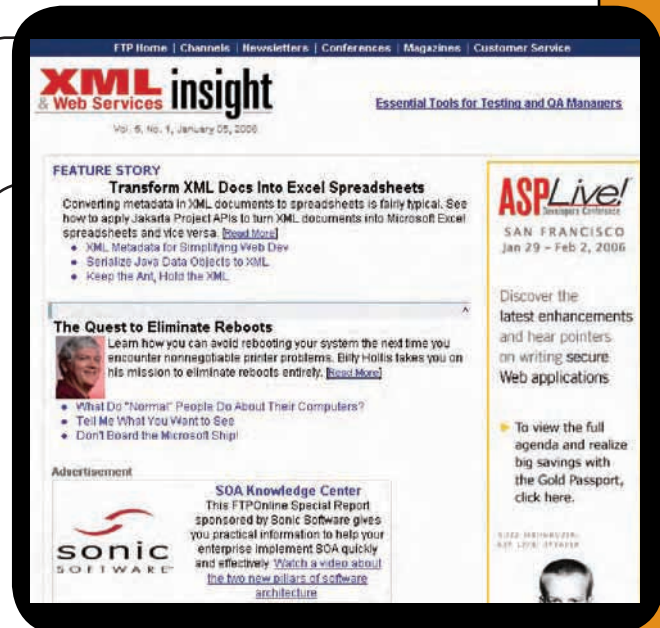 FTP Home | Channels | Newsletters | Conferences | Magazines | Customer Service
XML
& Web Services insight
Vol. 6, No. 1, January 05, 2006
Essential Tools for Testing and QA Managers
FEATURE STORY
Transform XML Docs Into Excel Spreadsheets
Converting metadata in XML documents to spreadsheets is fairly typical. See
how to apply Jakarta Project APIs to turn XML documents into Microsoft Excel
spreadsheets and vice versa. [Read More]
• XML Metadata for Simplifying Web Dev
• Serialize Java Data Objects to XML
• Keep the Ant, Hold the XML
^
The Quest to Eliminate Reboots
Learn how you can avoid rebooting your system the next time you
encounter nonnegotiable printer problems. Billy Hollis takes you on
his mission to eliminate reboots entirely. [Read More]
• What Do "Normal" People Do About Their Computers?
• Tell Me What You Want to See
• Don't Board the Microsoft Ship!
Advertisement
sonic
SOFTWARE
SOA Knowledge Center
This FTPOnline Special Report
sponsored by Sonic Software gives
you practical information to help your
enterprise implement SOA quickly
and effectively Watch a video about
the two new pillars of software
architecture
ASPLive!
Developers Conference
SAN FRANCISCO
Jan 29 – Feb 2, 2006
Discover the
latest enhancements
and hear pointers
on writing secure
Web applications
To view the full
agenda and realize
big savings with
the Gold Passport,
click here.